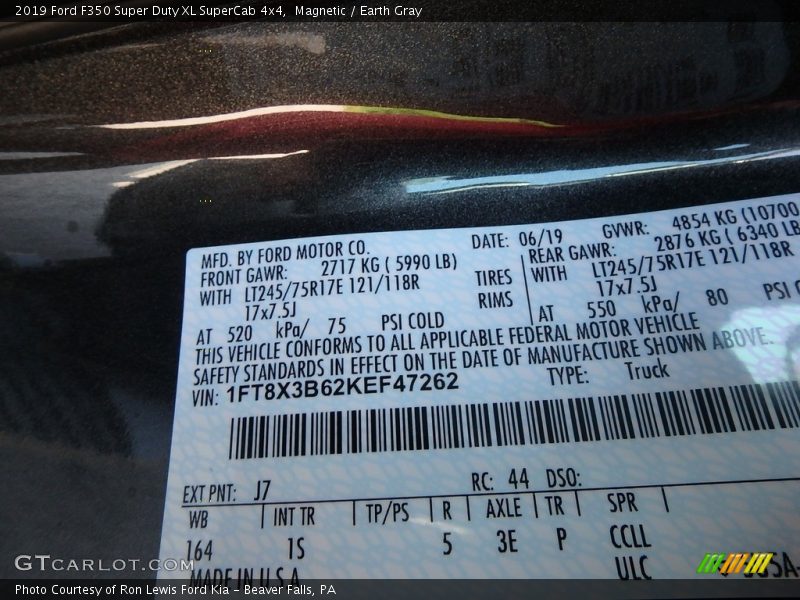 2019 Ford F350 Super Duty XL SuperCab 4x4, Magnetic / Earth Gray
MFD. BY FORD MOTOR CO.
DATE: 06/19
GVWR: 4854 KG (10700
FRONT GAWR: 2717 KG ( 5990 LB)
REAR GAWR: 2876 KG ( 6340 LB
WITH LT245/75R17E 121/118R
TIRES
WITH LT245/75R17E 121/118R
17x7.5J
RIMS
17x7.5J
AT 520 kPa/ 75 PSI COLD
AT 550 kPa/ 80 PSI C
THIS VEHICLE CONFORMS TO ALL APPLICABLE FEDERAL MOTOR VEHICLE
SAFETY STANDARDS IN EFFECT ON THE DATE OF MANUFACTURE SHOWN ABOVE.
VIN: 1FT8X3B62KEF47262
TYPE: Truck
EXT PNT: J7
RC: 44 DSO:
WB INT TR TP/PS R AXLE TR SPR
164 1S 5 3E P CCLL
MADE IN U.S.A.
ULC
GTCarlot.com
Photo Courtesy of Ron Lewis Ford Kia - Beaver Falls, PA